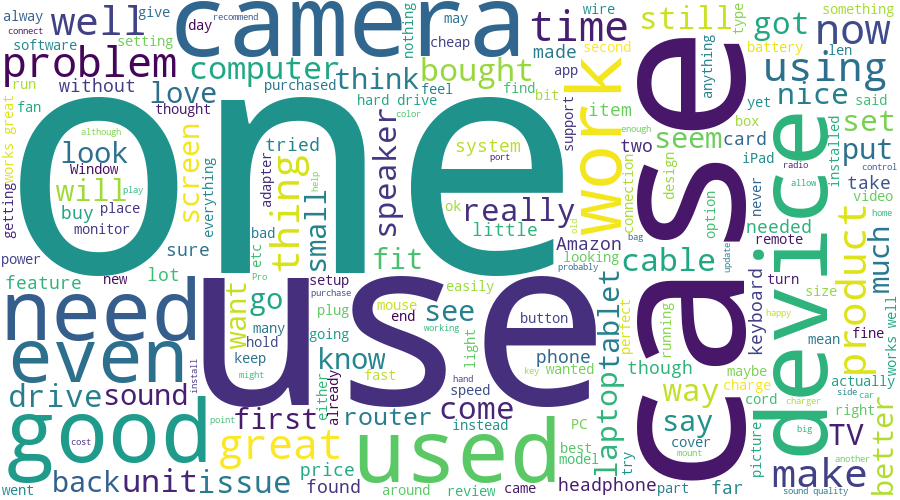 alway
well
day
recommend
give
camera
nothing
wire
may
cheap
time
still
type
got
something
now
connect
software
setting
problem
computer
think
bought
made
second
battery
len
without
purchased
app
nice
using
run
fan
love
thought
feel
hard drive
find
bit
item
anything
yet
said
works great
one
color
support
seem
card
box
set
although
look
screen
tried
speaker
system
enough
two
design
iPad
installed
put
Window
will
play
everything
thing
adapter
help
small
port
ok
really
work
case
never
take
getting
buy
place
monitor
sure
bad
etc
little
Amazon
old
connection
option
needed
radio
control
allow
video
power
new
lot
fit
looking
cable
bag
remote
device
product
much
home
feature
want
go
Pro
setup
purchase
easily
probably
tablet
update
turn
size
need
use
many
hold
plug
mouse
end
see
button
perfect
running
keyboard
happy
works well
even
going
working
light
phone
laptop
though
mean
fine
keep
know
fast
speed
wanted
maybe
actually
drive
sound
install
might
either
already
router
hand
key
way
charge
cord
side
car
right
good
first
come
instead
PC
say
charger
big
TV
better
point
great
used
best
model
try
cover
mount
picture
another
cost
price
went
back
unit
issue
found
around
review
came
headphone
part
far
make
sound quality